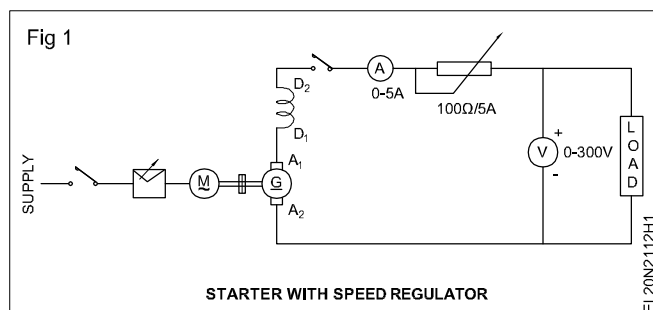 Fig 1
D2
A
0-5A
100Ω/5A
D1
SUPPLY
M
~
A1
G
A2
V
+
-
0-300V
LOAD
STARTER WITH SPEED REGULATOR
EL20N2112H1